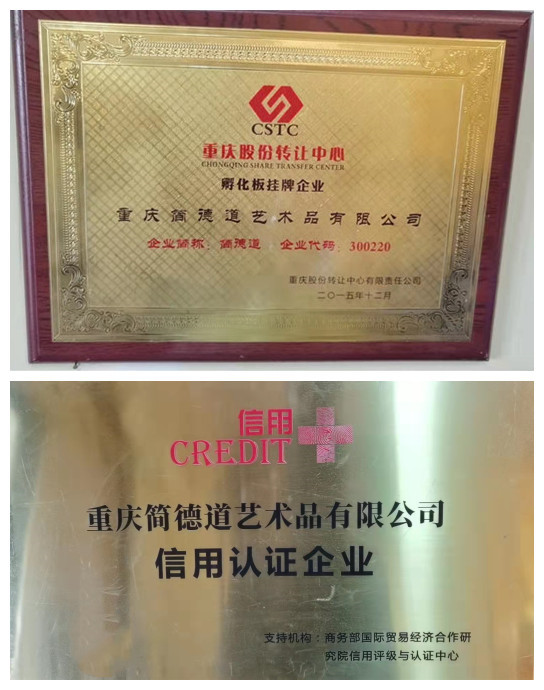 CSTC
重庆股份转让中心
CHONGQING SHARE TRANSFER CENTER
孵化板挂牌企业
重庆简德道艺术品有限公司
企业简称：简德道 企业代码：300220
重庆股份转让中心有限责任公司
二〇一五年十二月
信用
CREDIT
重庆简德道艺术品有限公司
信用认证企业
支持机构：商务部国际贸易经济合作研
究院信用评级与认证中心